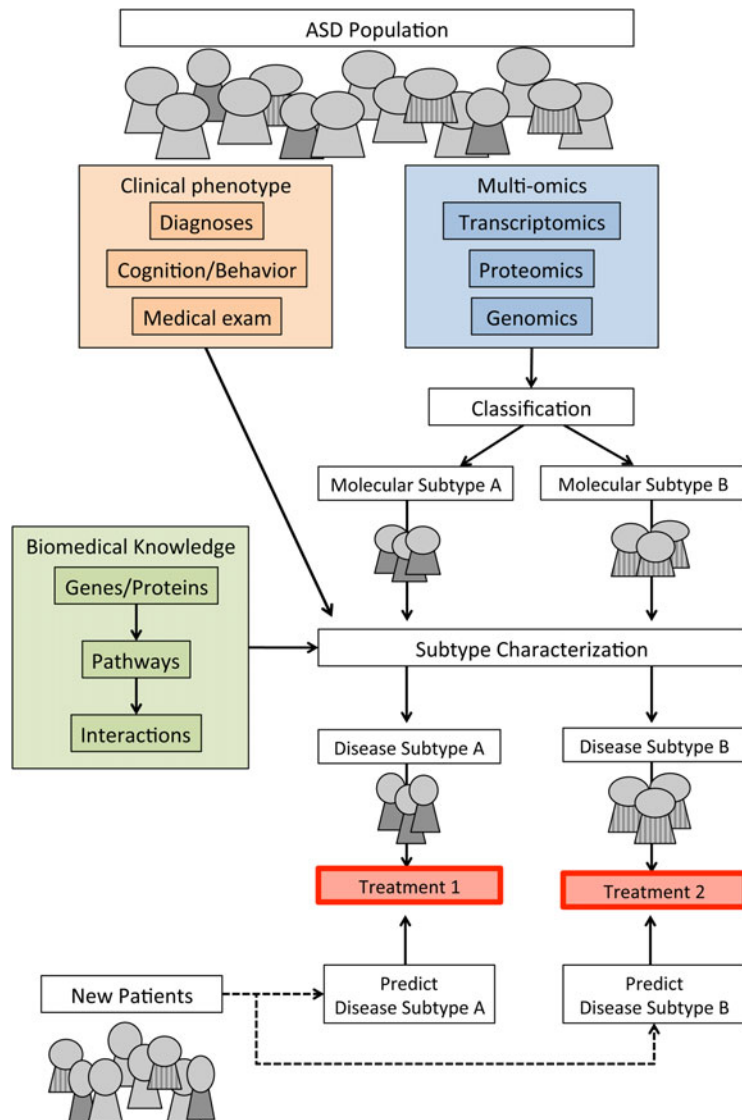 ASD Population
Clinical phenotype
Diagnoses
Cognition/Behavior
Medical exam
Multi-omics
Transcriptomics
Proteomics
Genomics
Classification
Molecular Subtype A
Molecular Subtype B
Biomedical Knowledge
Genes/Proteins
Pathways
Interactions
Subtype Characterization
Disease Subtype A
Disease Subtype B
Treatment 1
Treatment 2
New Patients
Predict
Disease Subtype A
Predict
Disease Subtype B